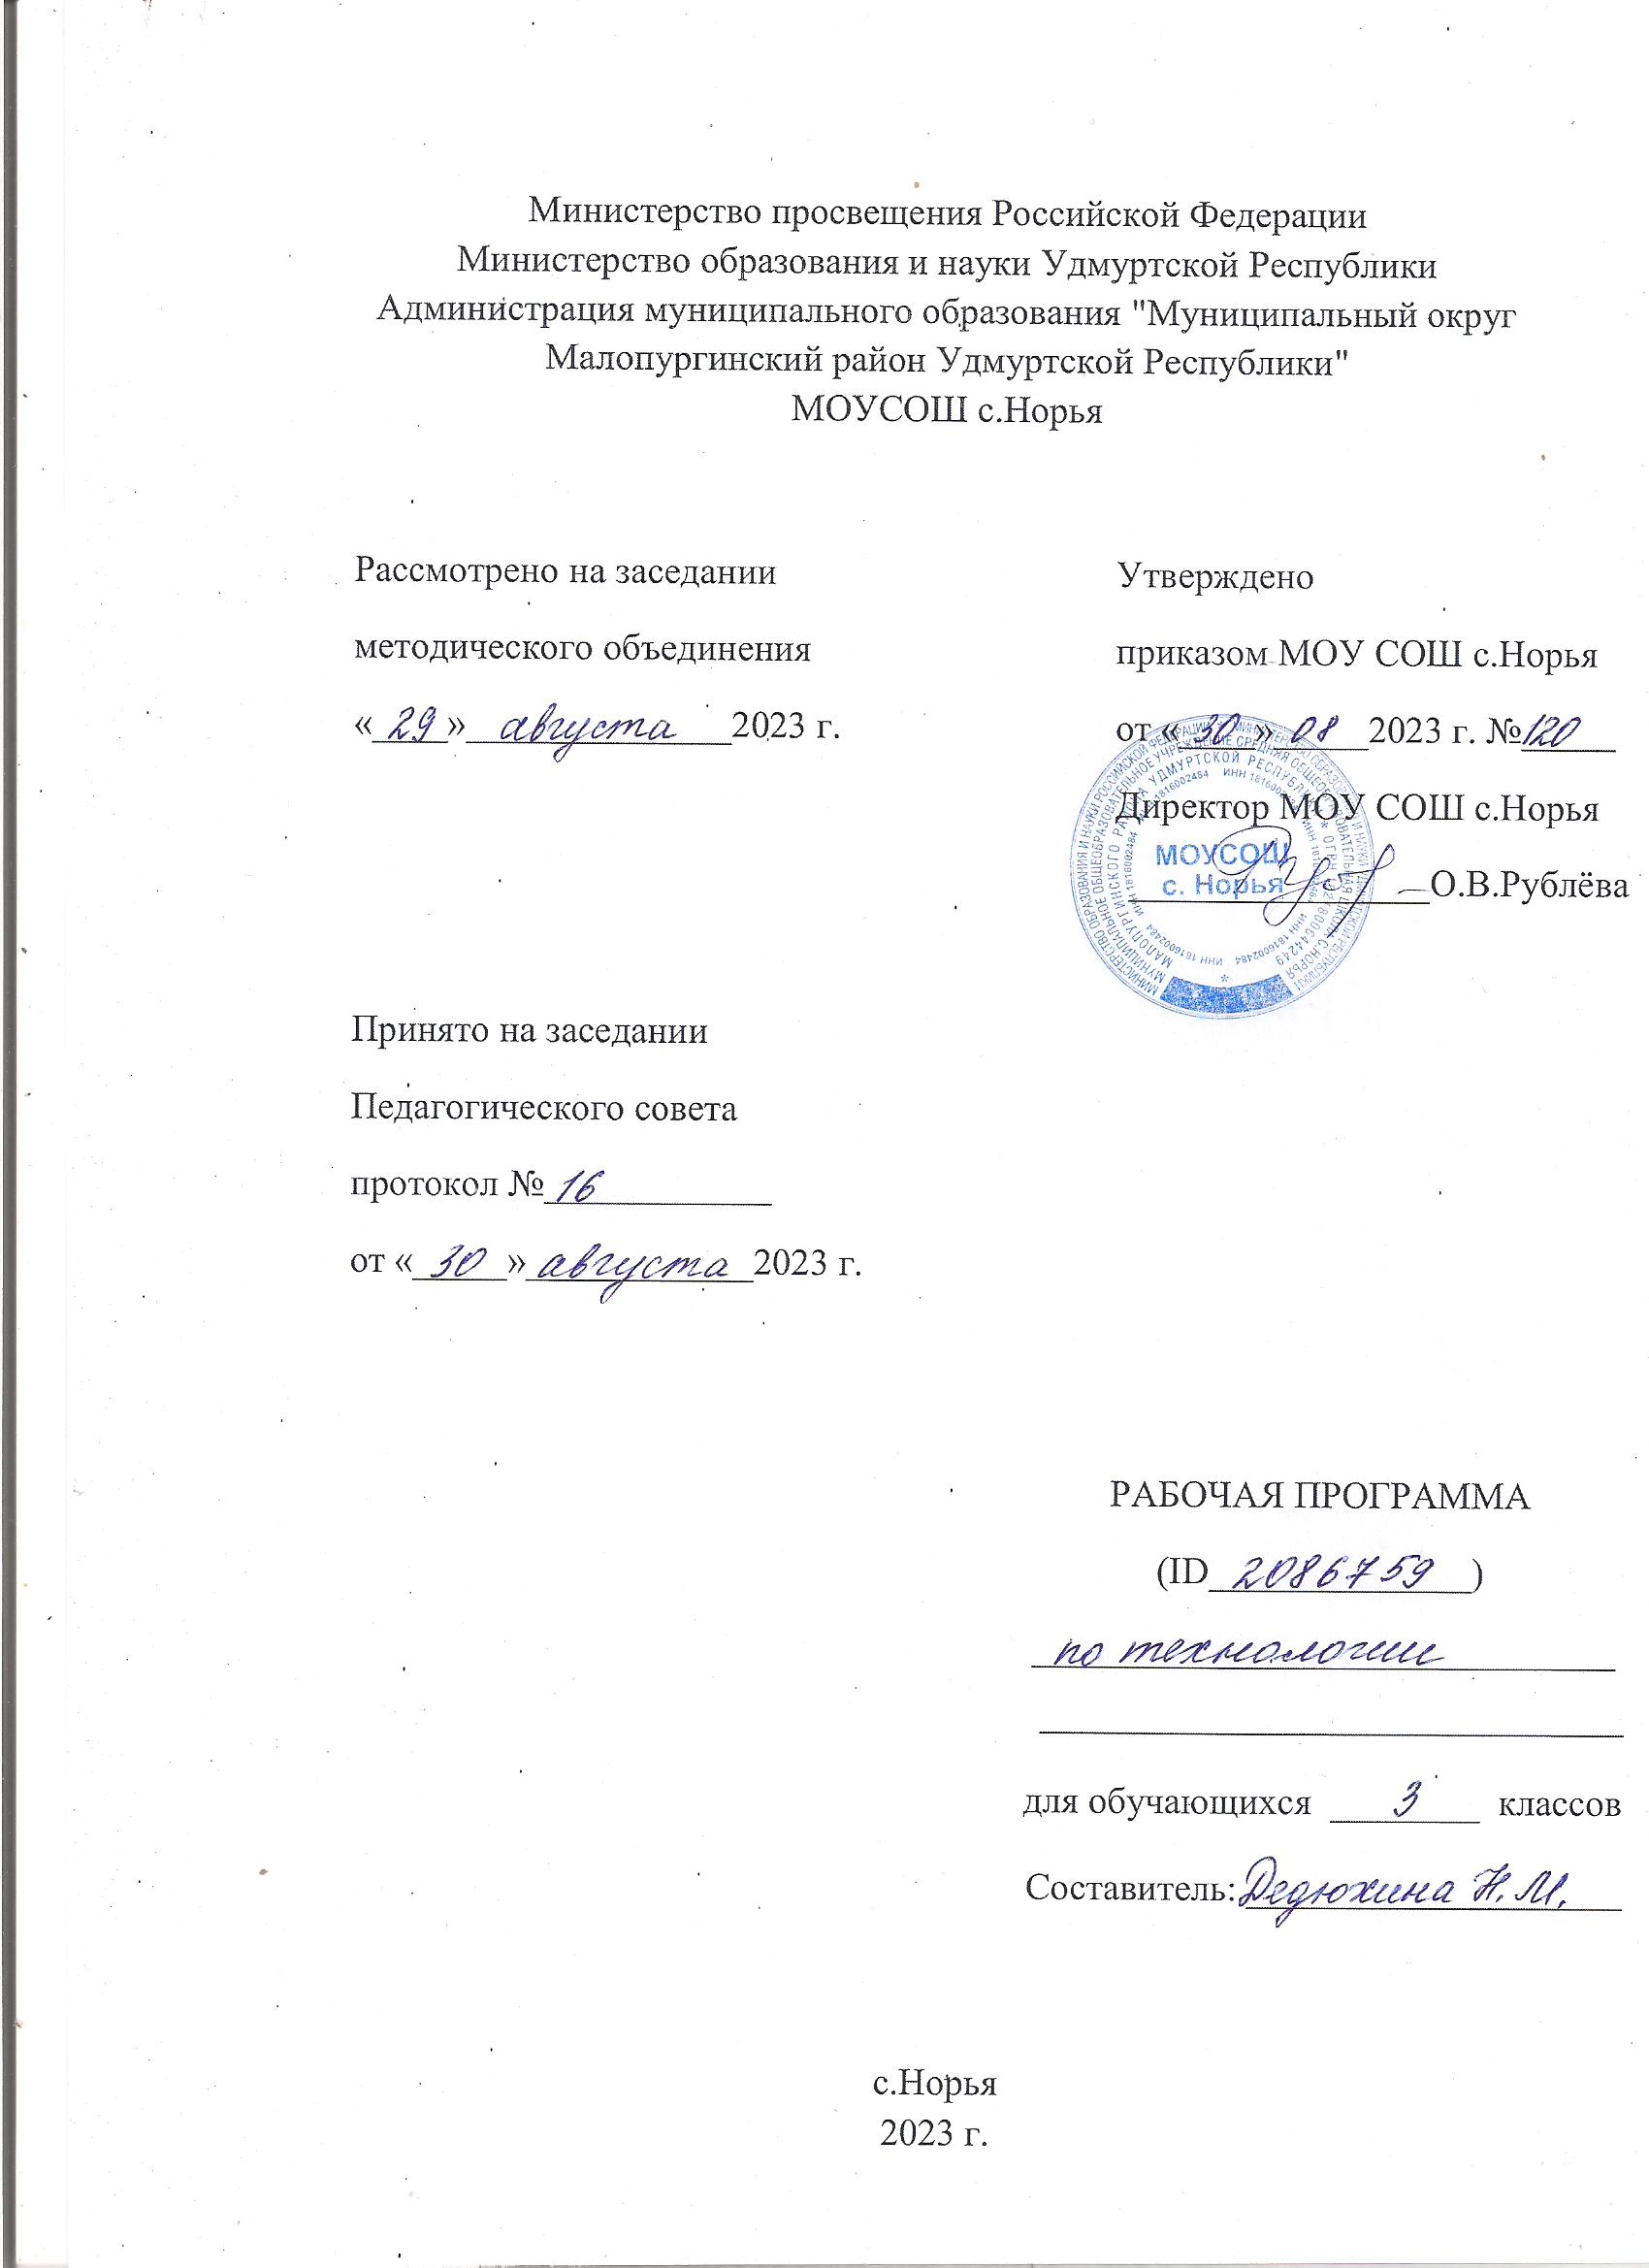 Министерство просвещения Российской Федерации
Министерство образования и науки Удмуртской Республики
Администрация муниципального образования "Муниципальный округ
Малопургинский район Удмуртской Республики"
МОУСОШ с.Норья
Рассмотрено на заседании
методического объединения
«29» августа 2023 г.
Утверждено
приказом МОУ СОШ с.Норья
от «30» 08 2023 г. №120
Директор МОУ СОШ с.Норья
О.В.Рублёва
МОУСОШ
с. Норья
Принято на заседании
Педагогического совета
протокол № 16
от «30» августа 2023 г.
РАБОЧАЯ ПРОГРАММА
(ID 2086759)
по технологии
для обучающихся 3 классов
Составитель: Дедюхина Н.М.
с.Норья
2023 г.